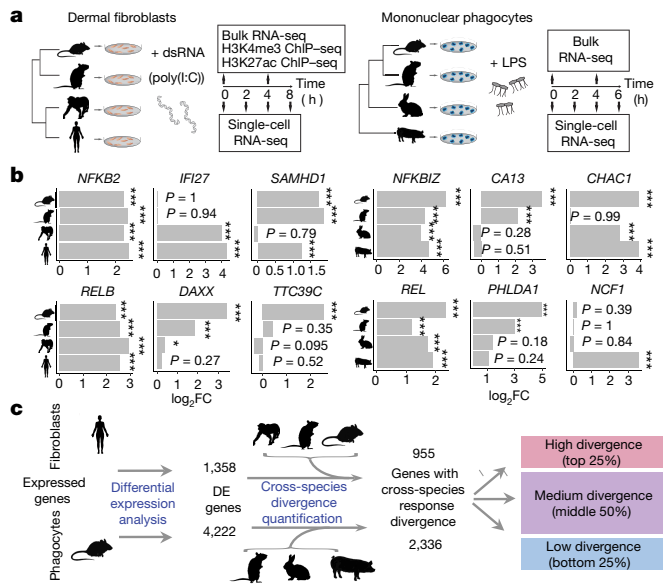 a
Dermal fibroblasts
+ dsRNA
(poly(I:C))
Bulk RNA-seq
H3K4me3 ChIP–seq
H3K27ac ChIP–seq
Time
(h)
0 2 4 8
Single-cell
RNA-seq
Mononuclear phagocytes
+ LPS
Bulk
RNA-seq
Time
0 2 4 6 (h)
Single-cell
RNA-seq
b
NFKB2
***
***
***
***
0 1 2
IFI27
P = 1
P = 0.94
***
***
0 2 4
SAMHD1
***
***
P = 0.79
***
0 1.0 1.5
NFKBIZ
***
***
***
***
0 2 4 6
CA13
***
***
P = 0.28
P = 0.51
0 1 2 3
CHAC1
***
P = 0.99
***
***
0 1 2 3 4
RELB
***
***
***
***
0 1 2
DAXX
***
***
*
P = 0.27
0 1 2 3
log2FC
TTC39C
***
P = 0.35
P = 0.095
P = 0.52
0 1 2
REL
***
***
***
***
0 1 2
PHLDA1
***
***
P = 0.18
P = 0.24
1 3 5
log2FC
NCF1
P = 0.39
P = 1
P = 0.84
***
0 1 2 3
c
Fibroblasts
Expressed
genes
Phagocytes
Differential
expression
analysis
1,358
DE
genes
4,222
Cross-species
divergence
quantification
955
Genes with
cross-species
response
divergence
2,336
High divergence
(top 25%)
Medium divergence
(middle 50%)
Low divergence
(bottom 25%)